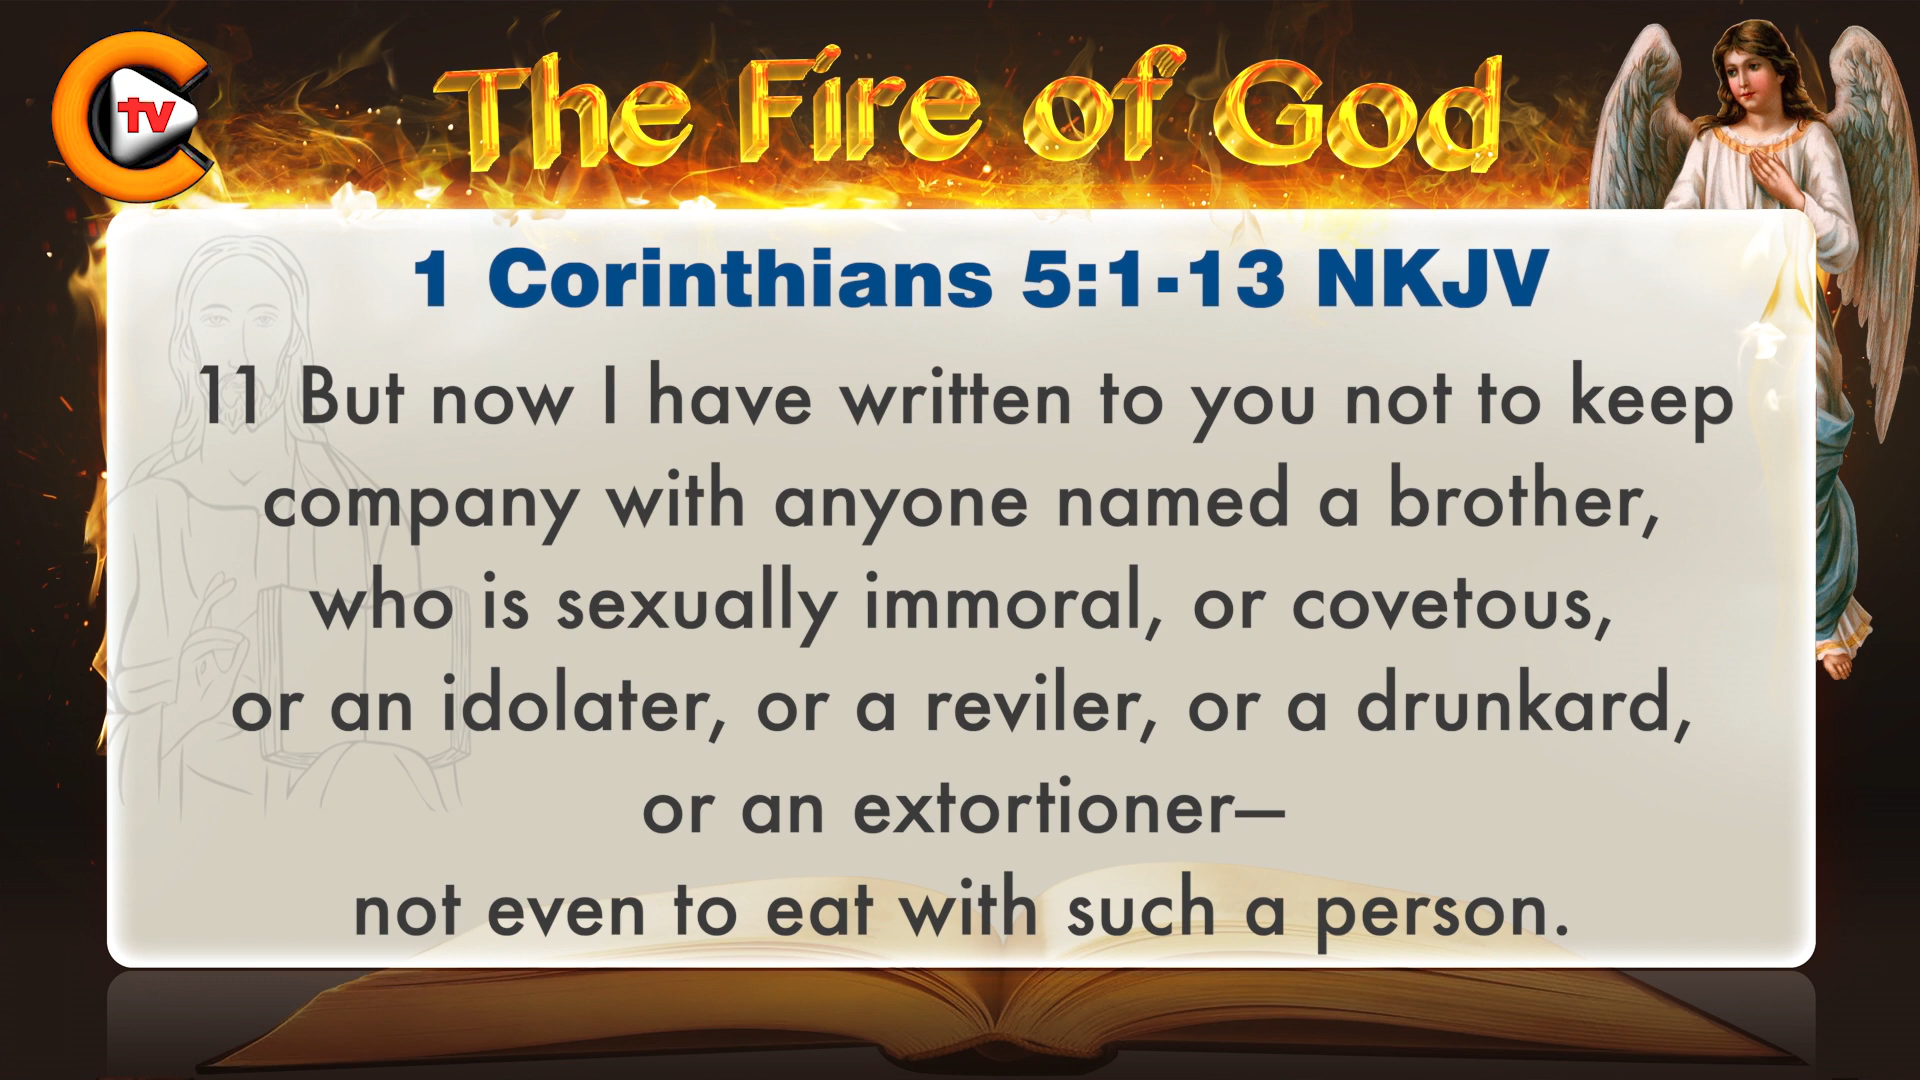 tv
The Fire of God
1 Corinthians 5:1-13 NKJV
11 But now I have written to you not to keep
company with anyone named a brother,
who is sexually immoral, or covetous,
or an idolater, or a reviler, or a drunkard,
or an extortioner—
not even to eat with such a person.